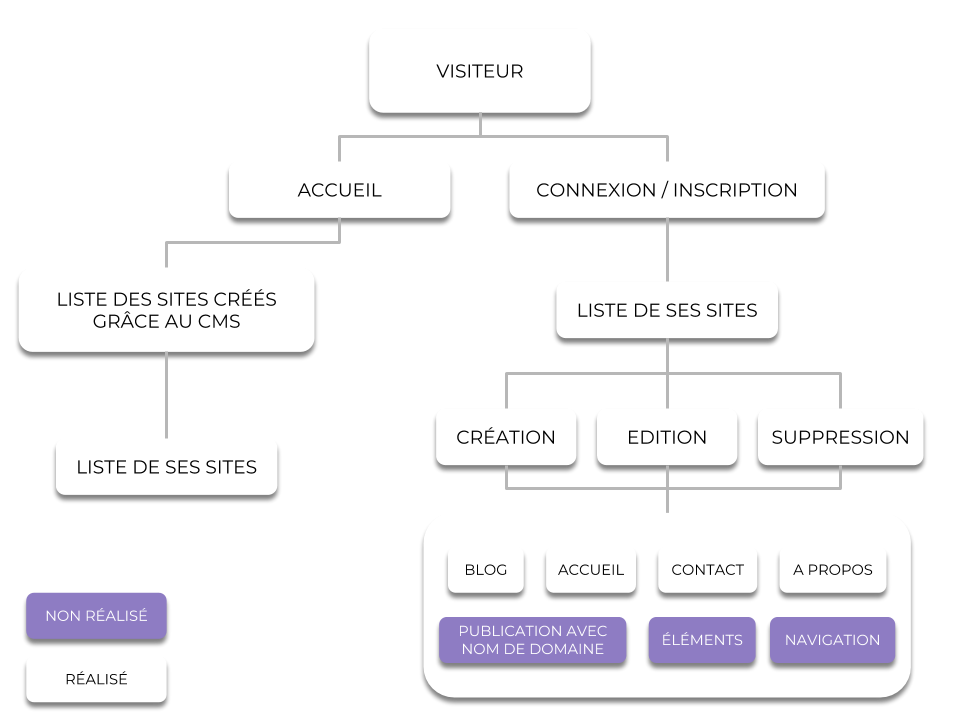 VISITEUR
ACCUEIL
CONNEXION / INSCRIPTION
LISTE DES SITES CRÉÉS
GRÂCE AU CMS
LISTE DE SES SITES
LISTE DE SES SITES
CRÉATION
EDITION
SUPPRESSION
BLOG
ACCUEIL
CONTACT
A PROPOS
PUBLICATION AVEC
NOM DE DOMAINE
ÉLÉMENTS
NAVIGATION
NON RÉALISÉ
RÉALISÉ